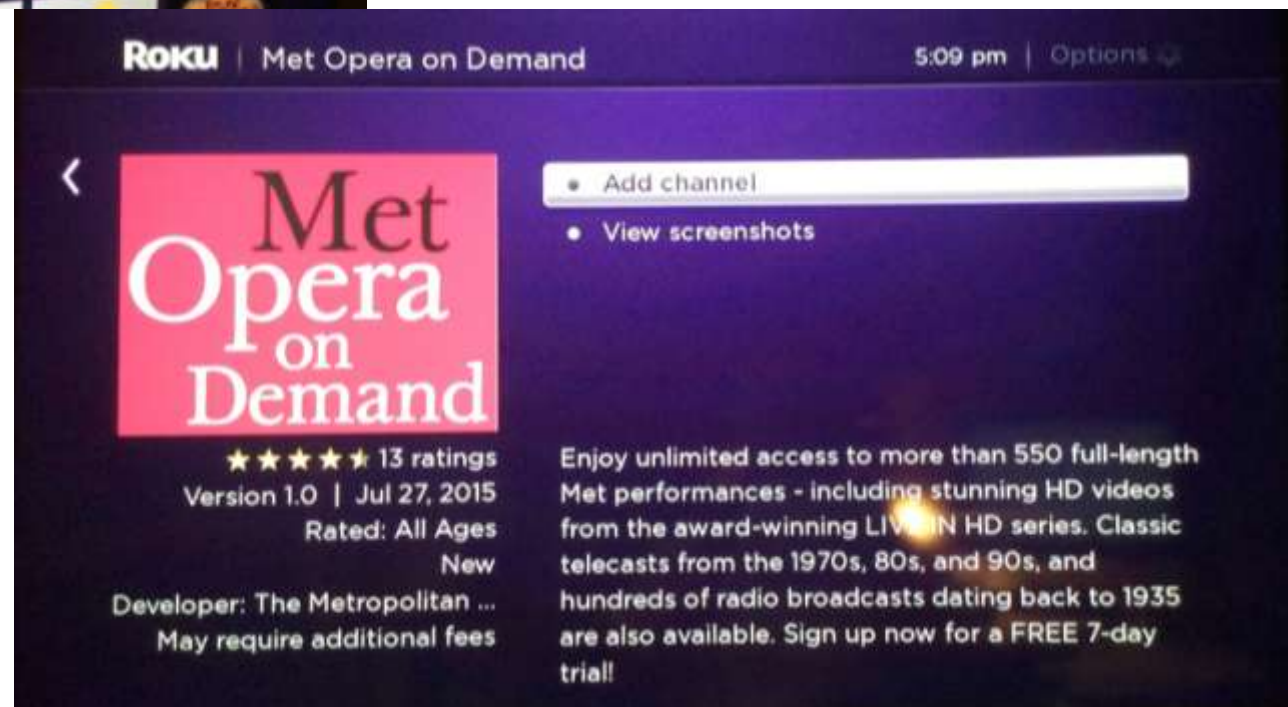 Roku | Met Opera on Demand
5:09 pm | Options
Met
Opera
on
Demand
• Add channel
• View screenshots
13 ratings
Version 1.0 | Jul 27, 2015
Rated: All Ages
New
Developer: The Metropolitan ...
May require additional fees
Enjoy unlimited access to more than 550 full-length
Met performances - including stunning HD videos
from the award-winning LIVE IN HD series. Classic
telecasts from the 1970s, 80s, and 90s, and
hundreds of radio broadcasts dating back to 1935
are also available. Sign up now for a FREE 7-day
trial!